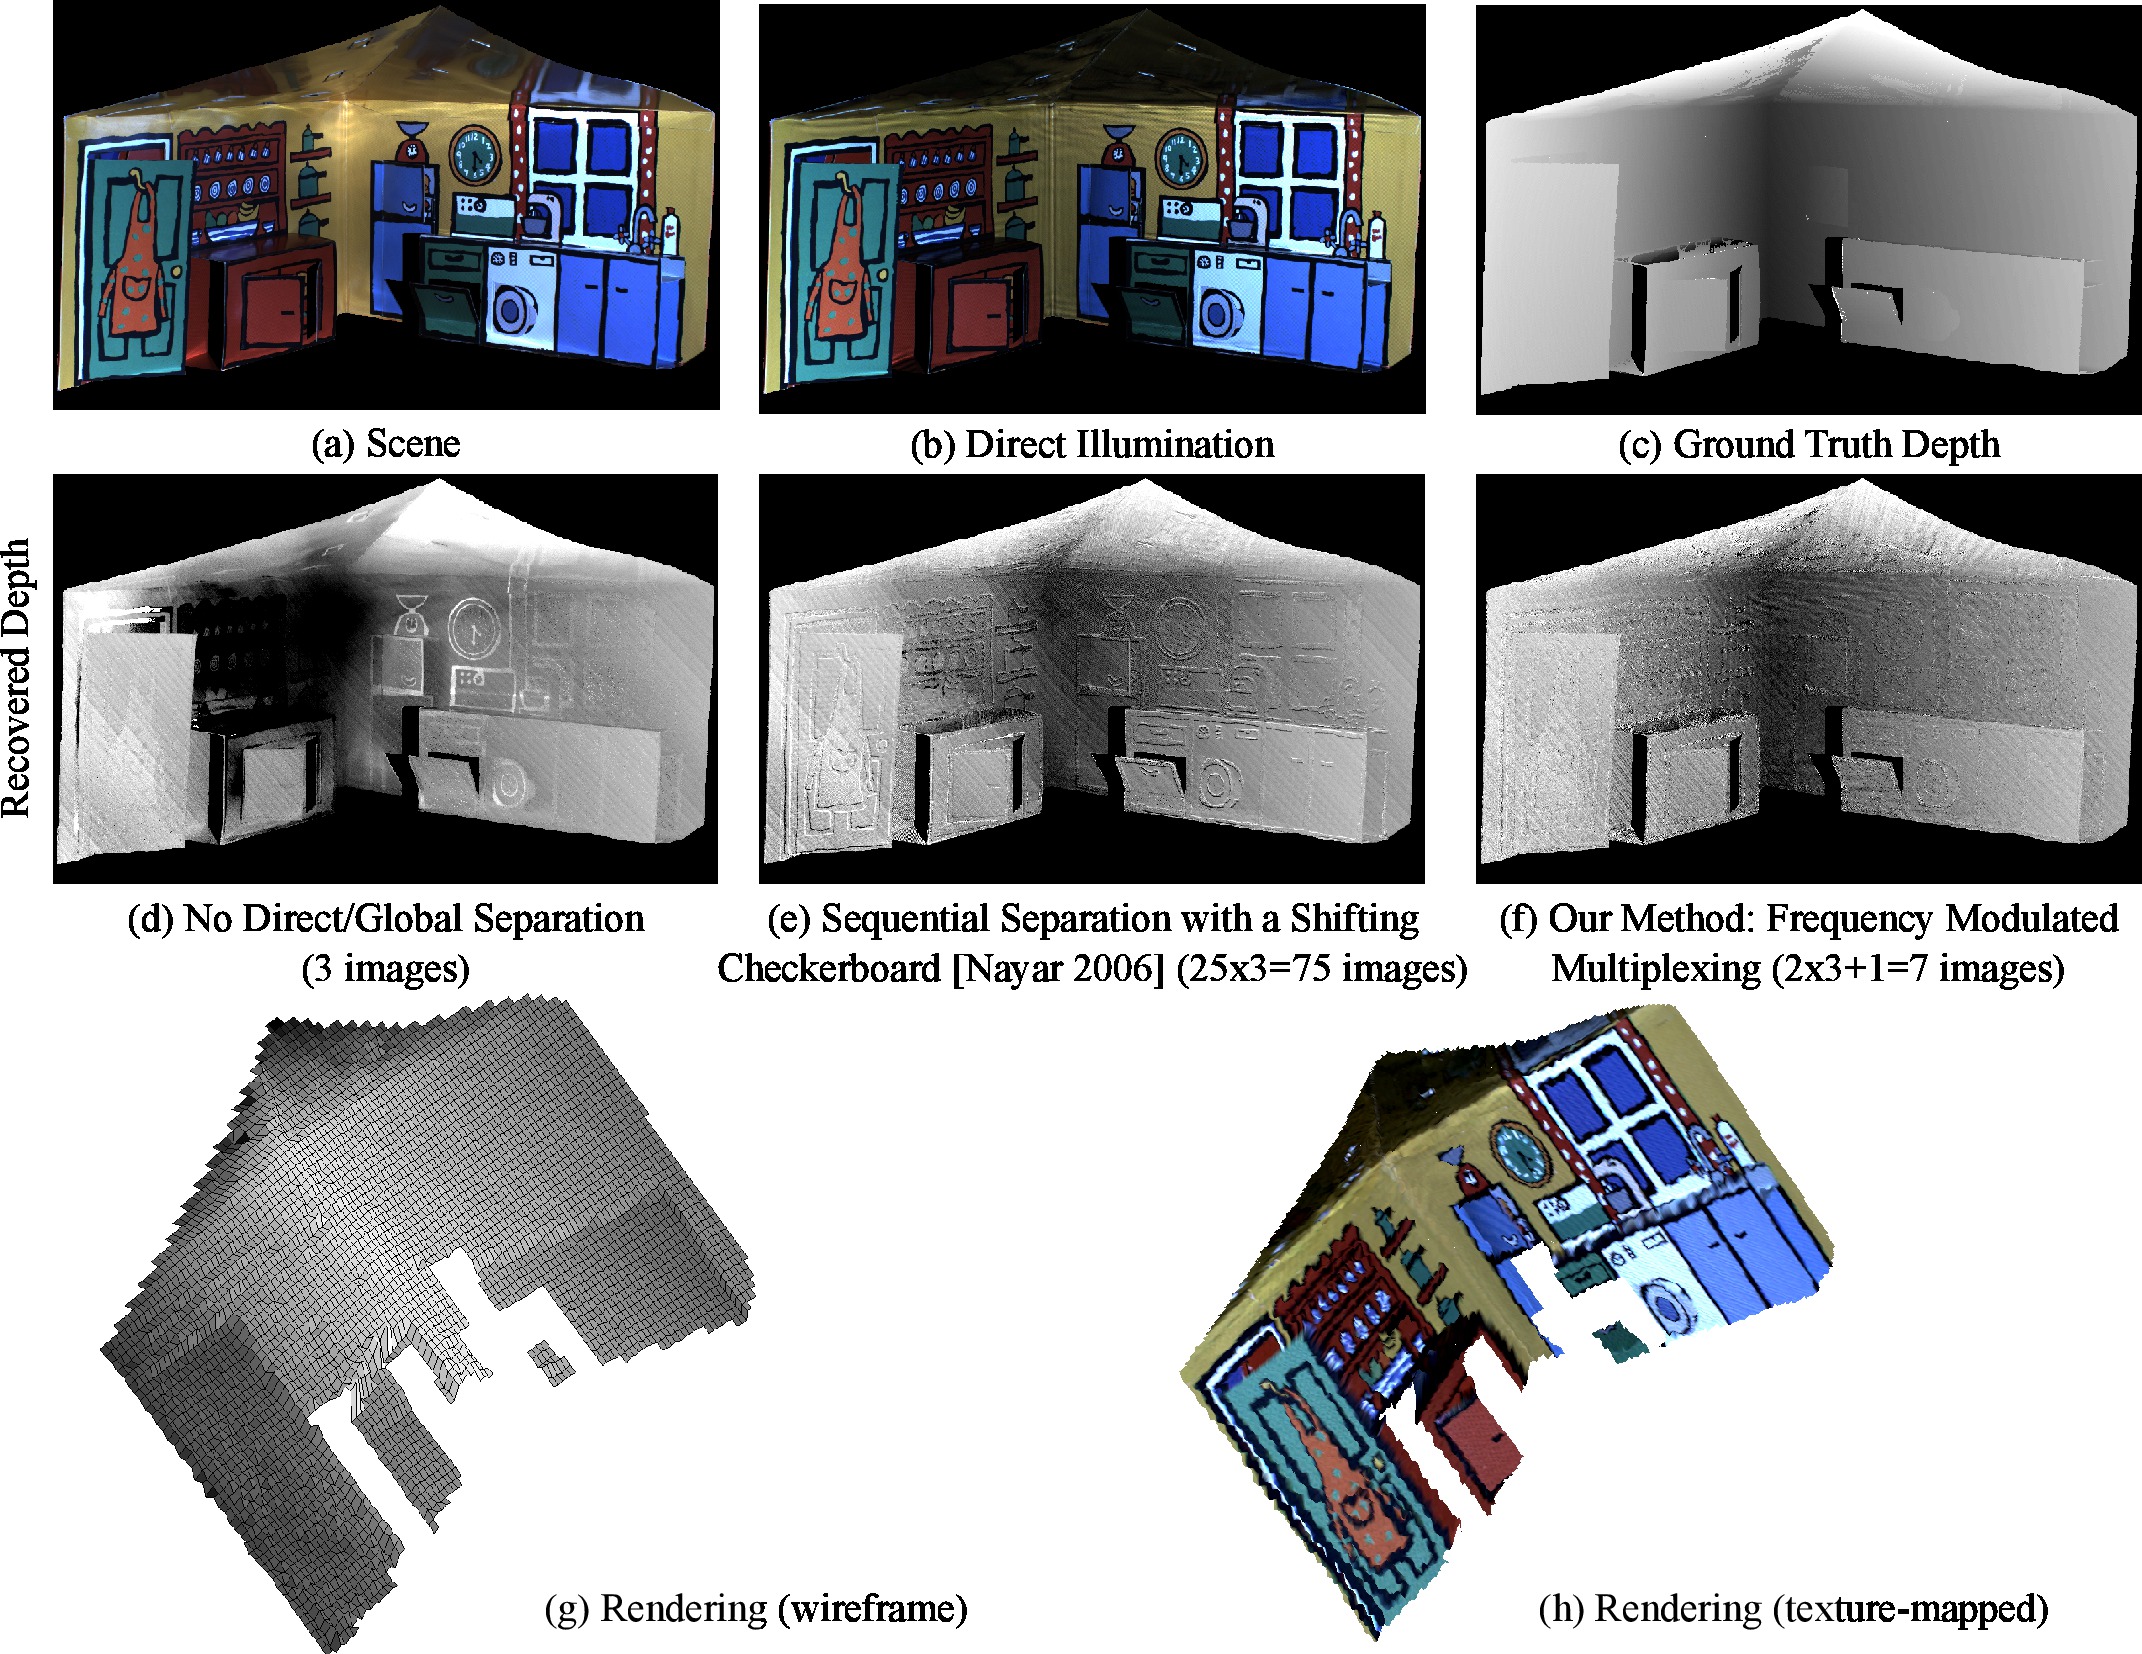 (a) Scene
(b) Direct Illumination
(c) Ground Truth Depth
Recovered Depth
(d) No Direct/Global Separation
(3 images)
(e) Sequential Separation with a Shifting
Checkerboard [Nayar 2006] (25x3=75 images)
(f) Our Method: Frequency Modulated
Multiplexing (2x3+1=7 images)
(g) Rendering (wireframe)
(h) Rendering (texture-mapped)